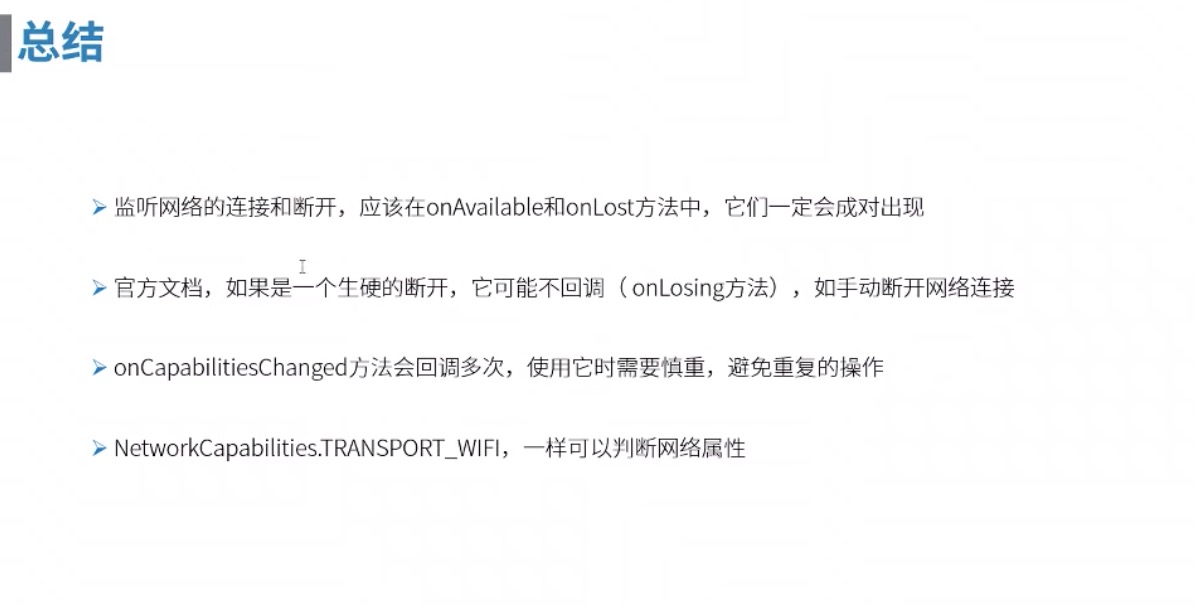 总结
监听网络的连接和断开，应该在onAvailable和onLost方法中，它们一定会成对出现
官方文档，如果是一个生硬的断开，它可能不回调（ onLosing方法），如手动断开网络连接
onCapabilitiesChanged方法会回调多次，使用它时需要慎重，避免重复的操作
NetworkCapabilities.TRANSPORT_WIFI，一样可以判断网络属性